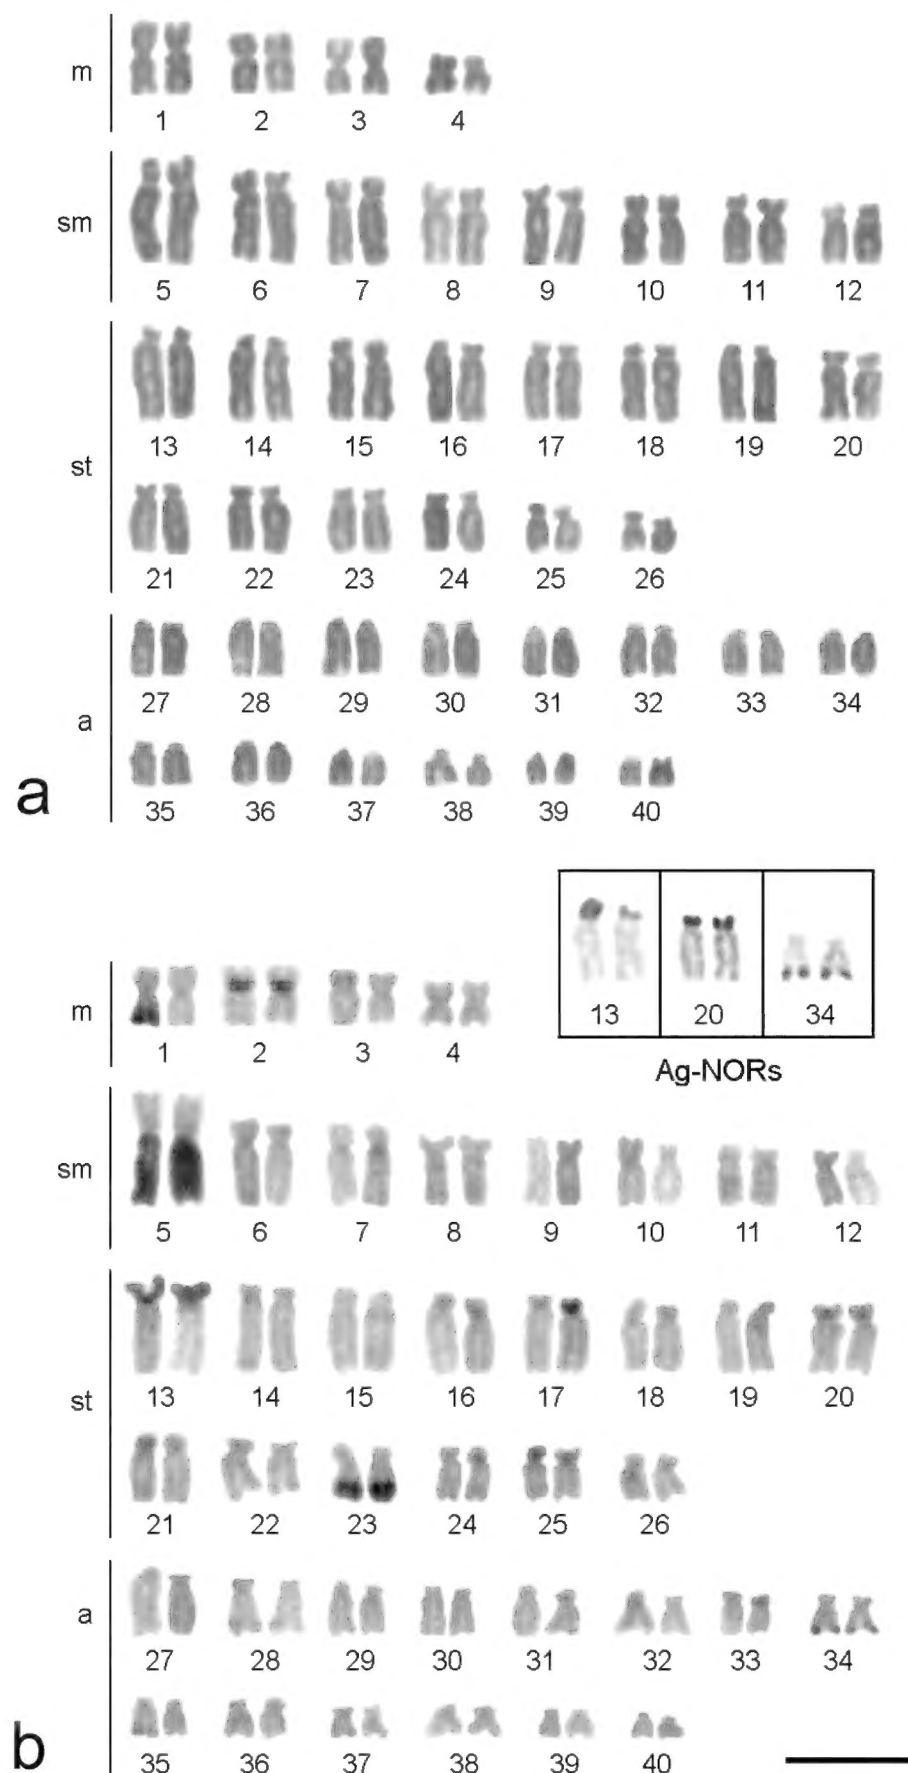 m
1 2 3 4
sm
5 6 7 8 9 10 11 12
13 14 15 16 17 18 19 20
st
21 22 23 24 25 26
27 28 29 30 31 32 33 34
a
35 36 37 38 39 40
a
13 20 34
Ag-NORs
m
1 2 3 4
sm
5 6 7 8 9 10 11 12
13 14 15 16 17 18 19 20
st
21 22 23 24 25 26
a
27 28 29 30 31 32 33 34
35 36 37 38 39 40
b